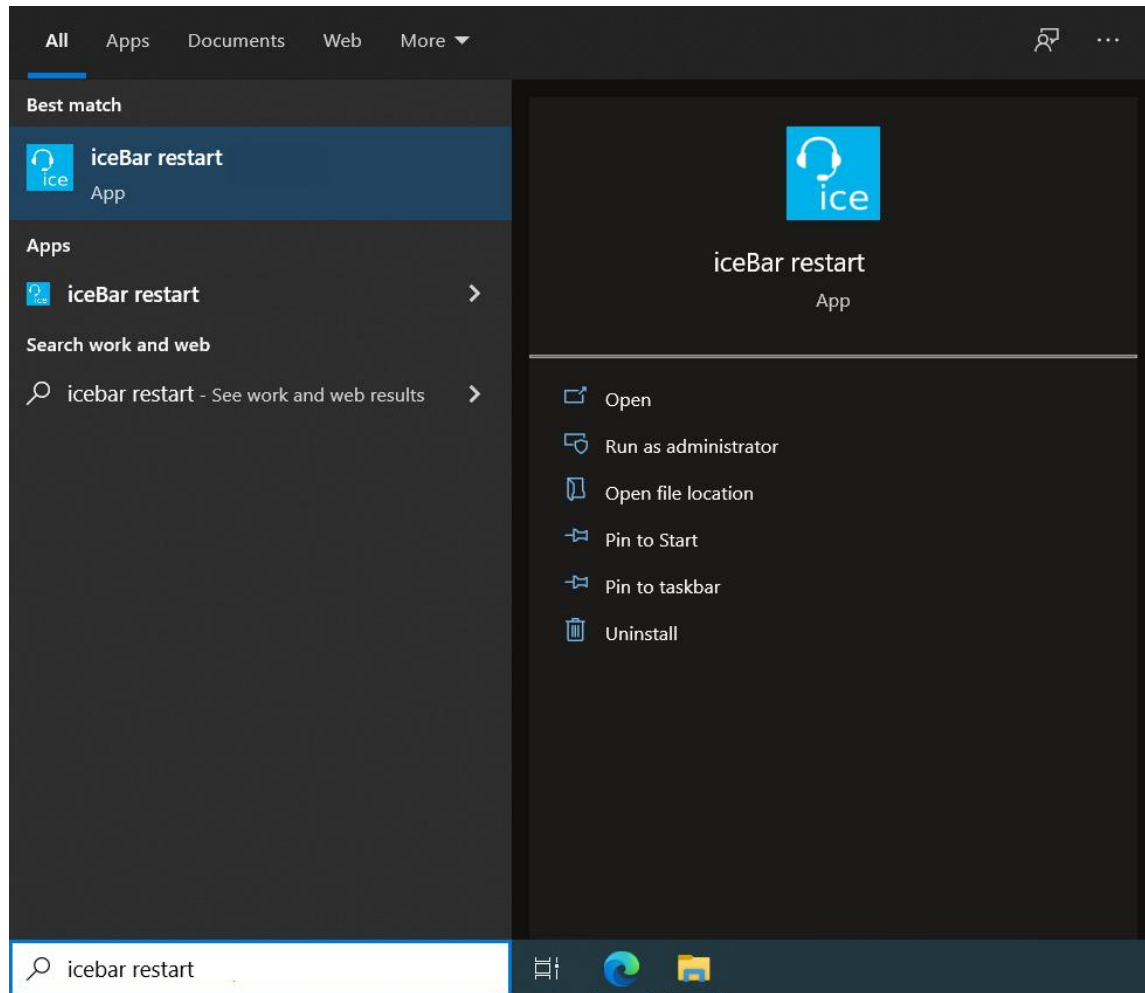 All Apps Documents Web More
Best match
ice
iceBar restart
App
Apps
ice
iceBar restart
Search work and web
icebar restart - See work and web results
icebar restart
ice
iceBar restart
App
Open
Run as administrator
Open file location
Pin to Start
Pin to taskbar
Uninstall